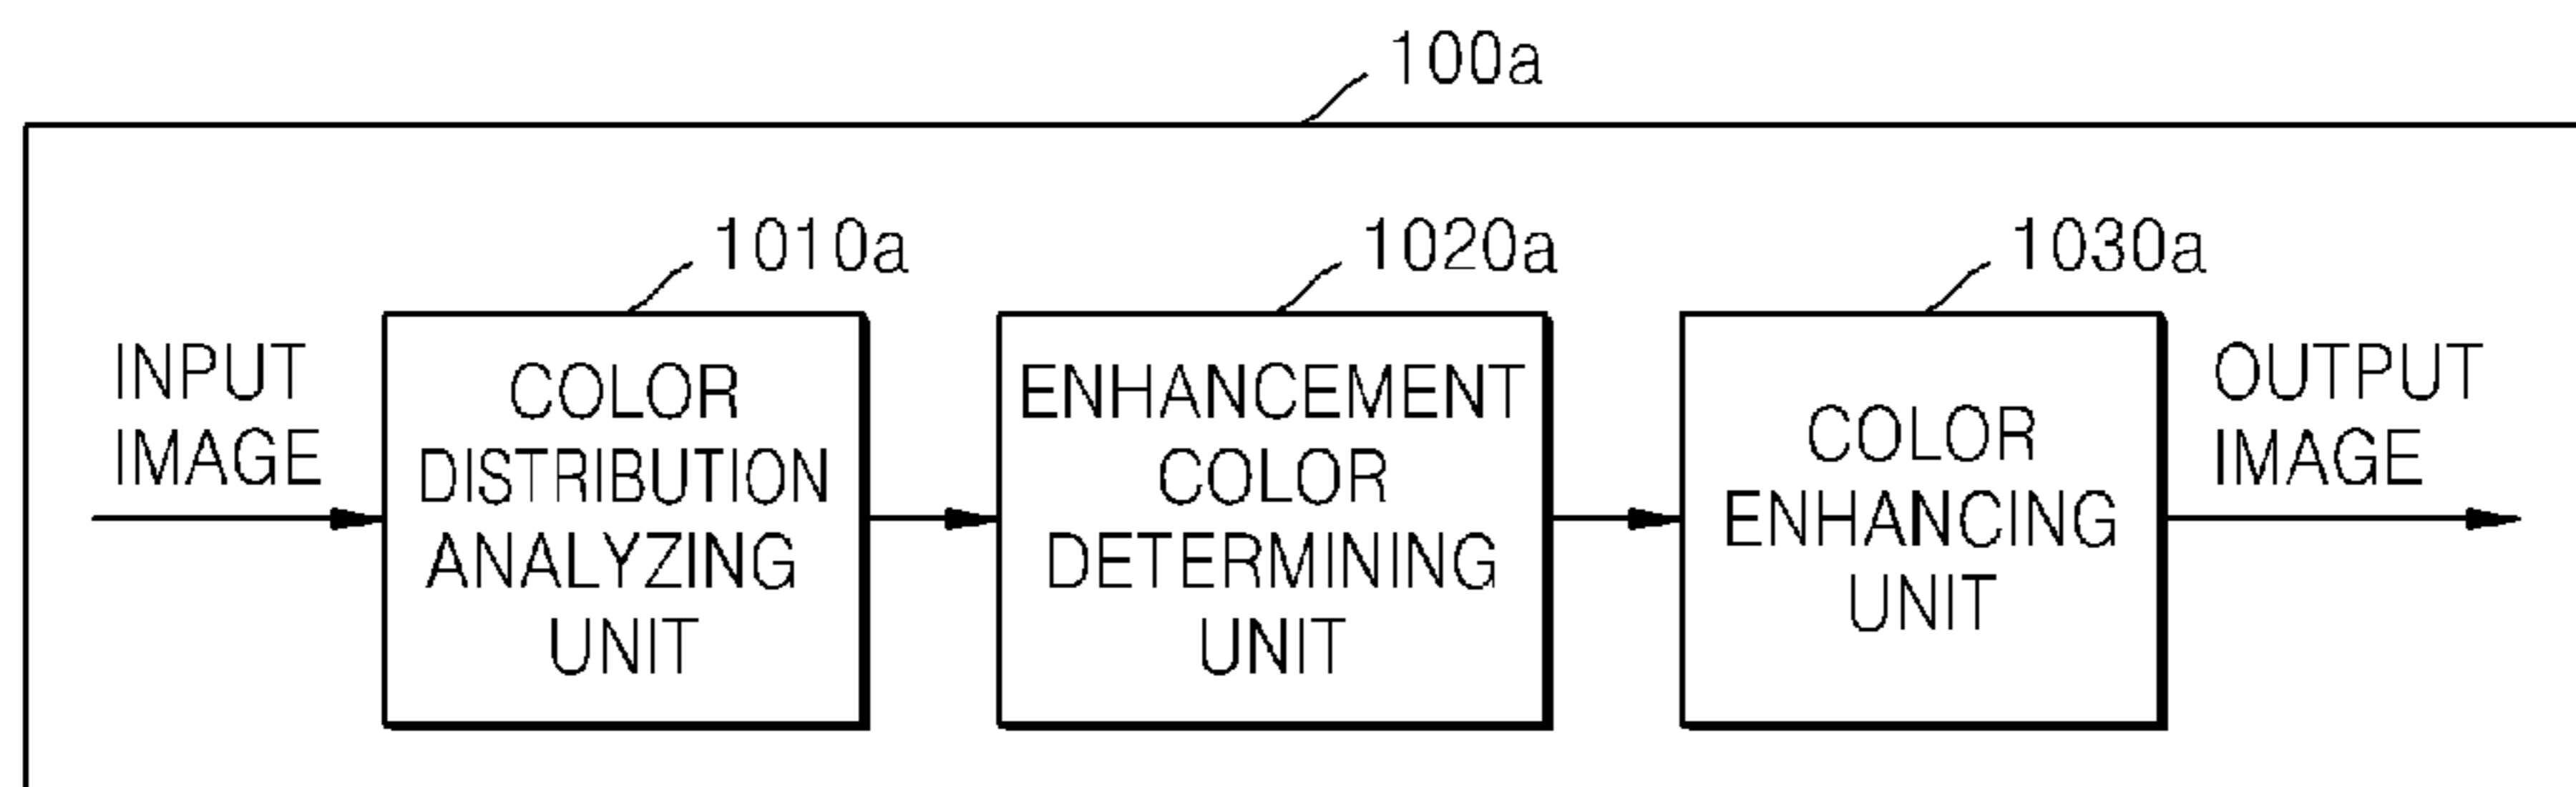 100a
1010a
1020a
1030a
INPUT
IMAGE
COLOR
DISTRIBUTION
ANALYZING
UNIT
ENHANCEMENT
COLOR
DETERMINING
UNIT
COLOR
ENHANCING
UNIT
OUTPUT
IMAGE